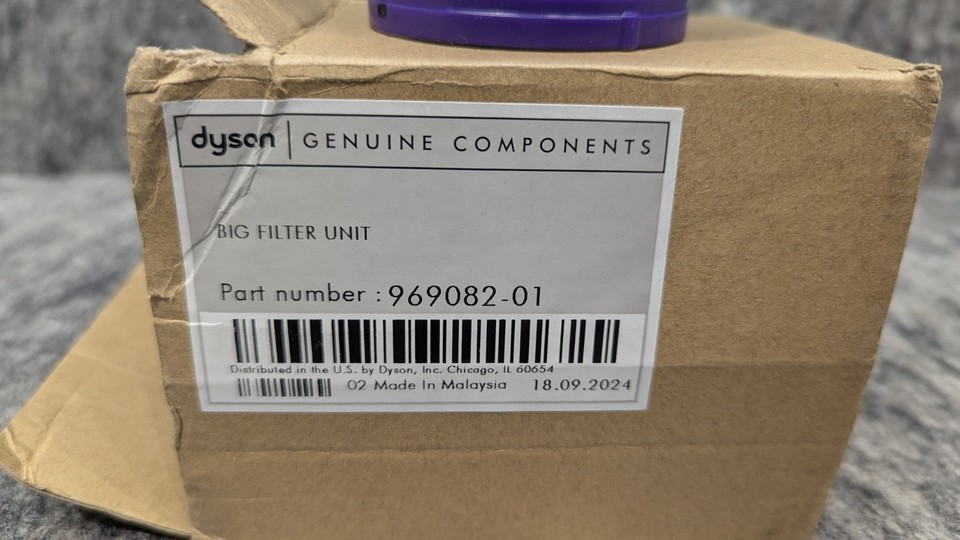 dyson | GENUINE COMPONENTS
BIG FILTER UNIT
Part number : 969082-01
Distributed in the U.S. by Dyson, Inc. Chicago, IL 60654
02 Made In Malaysia 18.09.2024